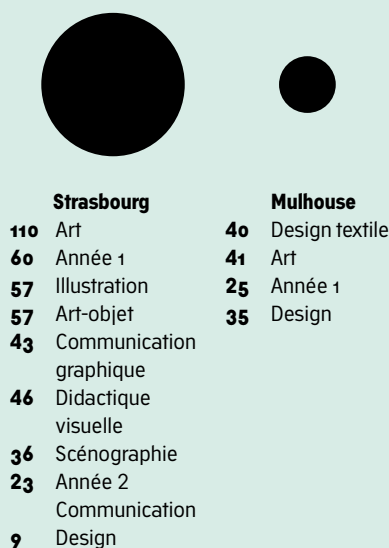 Strasbourg
110 Art
60 Année 1
57 Illustration
57 Art-objet
43 Communication
graphique
46 Didactique
visuelle
36 Scénographie
23 Année 2
Communication
9 Design
Mulhouse
40 Design textile
41 Art
25 Année 1
35 Design